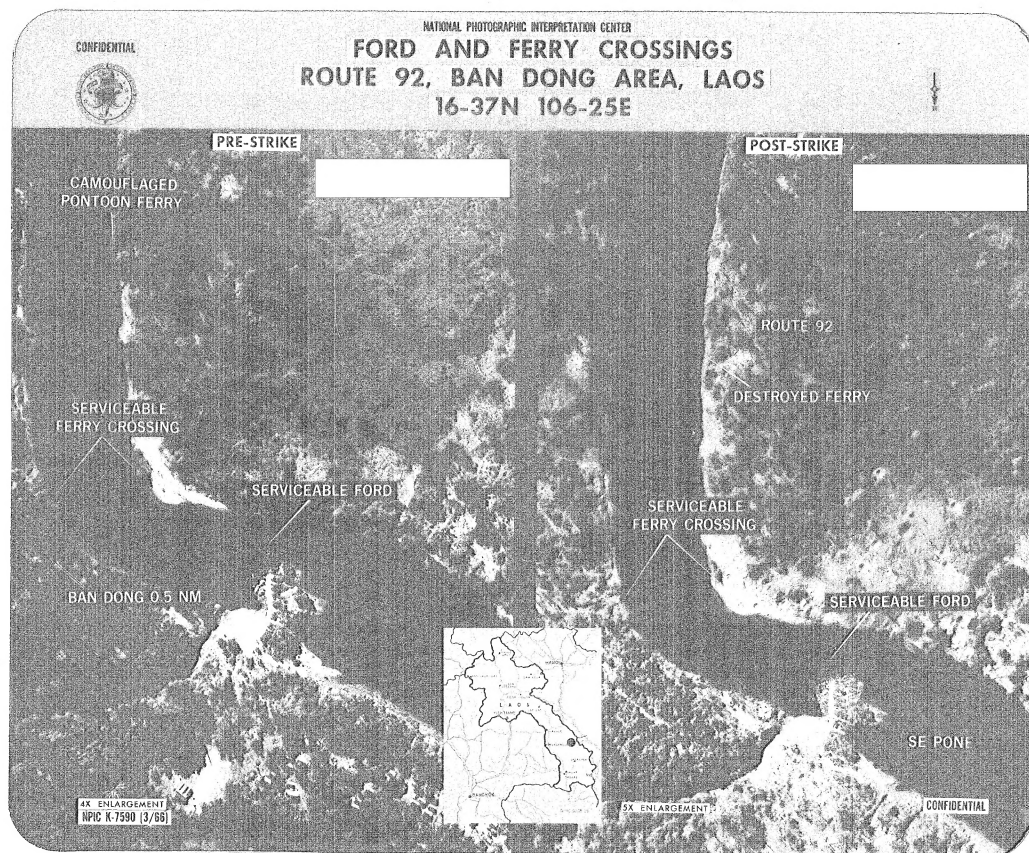 NATIONAL PHOTOGRAPHIC INTERPRETATION CENTER
CONFIDENTIAL
FORD AND FERRY CROSSINGS
ROUTE 92, BAN DONG AREA, LAOS
16-37N 106-25E
PRE-STRIKE
CAMOUFLAGED
PONTOON FERRY
SERVICEABLE
FERRY CROSSING
SERVICEABLE FORD
BAN DONG 0.5 NM
4X ENLARGEMENT
NPIC K-7590 (3/66)
LAOS
HANOI
BANGKOK
POST-STRIKE
ROUTE 92
DESTROYED FERRY
SERVICEABLE
FERRY CROSSING
SERVICEABLE FORD
SE PONE
5X ENLARGEMENT
CONFIDENTIAL